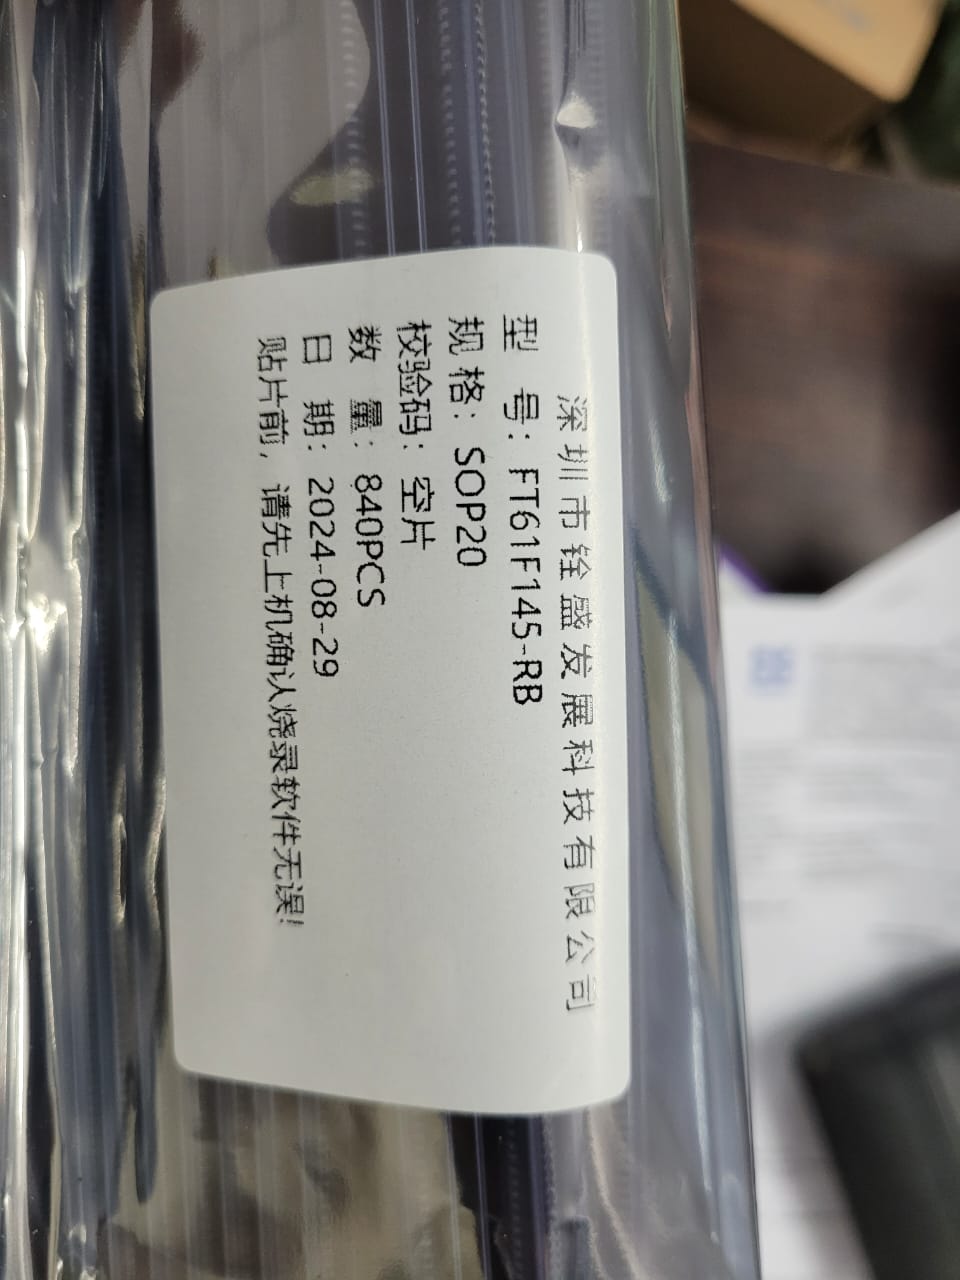 深圳市铨盛发展科技有限公司
型 号：FT61F145-RB
规 格：SOP20
校验码：空片
数 量：840PCS
日 期：2024-08-29
贴片前，请先上机确认烧录软件无误!